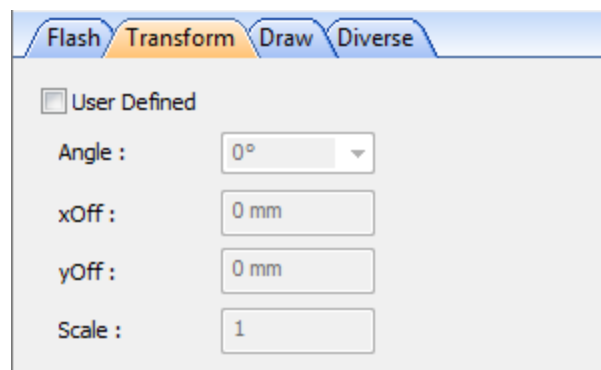 Flash Transform Draw Diverse
User Defined
Angle : 0°
xOff : 0 mm
yOff : 0 mm
Scale : 1